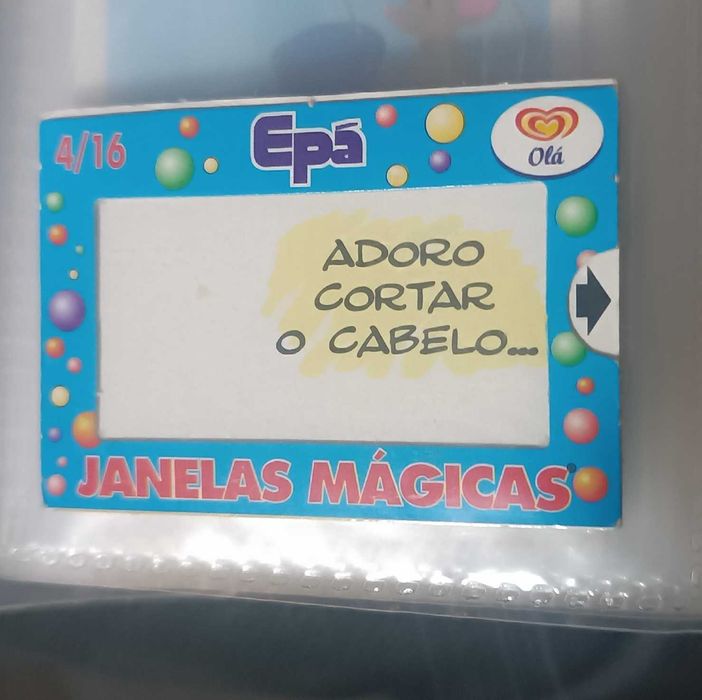 4/16
Epá
Olá
ADORO
CORTAR
O CABELO...
JANELAS MÁGICAS